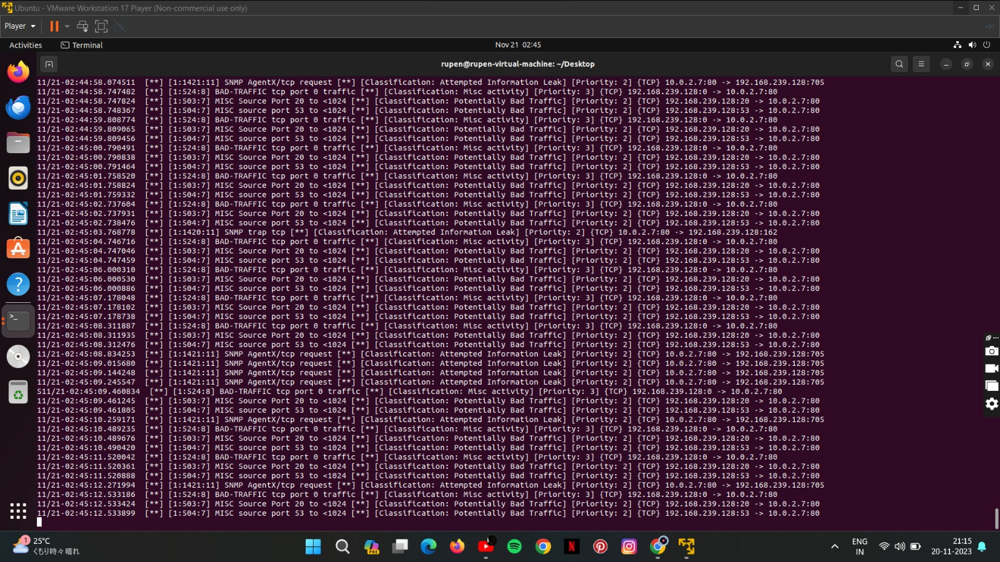 Ubuntu - VMware Workstation 17 Player (Non-commercial use only)
Player
Activities Terminal Nov 21 02:45
rupen@rupen-virtual-machine: ~/Desktop
11/21-02:44:58.074511 [**] [1:1421:11] SNMP AgentX/tcp request [**] [Classification: Attempted Information Leak] [Priority: 2] {TCP} 10.0.2.7:80 -> 192.168.239.128:705
11/21-02:44:58.747482 [**] [1:524:8] BAD-TRAFFIC tcp port 0 traffic [**] [Classification: Misc activity] [Priority: 3] {TCP} 192.168.239.128:0 -> 10.0.2.7:80
11/21-02:44:58.747824 [**] [1:503:7] MISC Source Port 20 to <1024 [**] [Classification: Potentially Bad Traffic] [Priority: 2] {TCP} 192.168.239.128:20 -> 10.0.2.7:80
11/21-02:44:58.748367 [**] [1:504:7] MISC source port 53 to <1024 [**] [Classification: Potentially Bad Traffic] [Priority: 2] {TCP} 192.168.239.128:53 -> 10.0.2.7:80
11/21-02:44:59.808774 [**] [1:524:8] BAD-TRAFFIC tcp port 0 traffic [**] [Classification: Misc activity] [Priority: 3] {TCP} 192.168.239.128:0 -> 10.0.2.7:80
11/21-02:44:59.809065 [**] [1:503:7] MISC Source Port 20 to <1024 [**] [Classification: Potentially Bad Traffic] [Priority: 2] {TCP} 192.168.239.128:20 -> 10.0.2.7:80
11/21-02:44:59.809456 [**] [1:504:7] MISC source port 53 to <1024 [**] [Classification: Potentially Bad Traffic] [Priority: 2] {TCP} 192.168.239.128:53 -> 10.0.2.7:80
11/21-02:45:00.790491 [**] [1:524:8] BAD-TRAFFIC tcp port 0 traffic [**] [Classification: Misc activity] [Priority: 3] {TCP} 192.168.239.128:0 -> 10.0.2.7:80
11/21-02:45:00.790838 [**] [1:503:7] MISC Source Port 20 to <1024 [**] [Classification: Potentially Bad Traffic] [Priority: 2] {TCP} 192.168.239.128:20 -> 10.0.2.7:80
11/21-02:45:00.791464 [**] [1:504:7] MISC source port 53 to <1024 [**] [Classification: Potentially Bad Traffic] [Priority: 2] {TCP} 192.168.239.128:53 -> 10.0.2.7:80
11/21-02:45:01.758520 [**] [1:524:8] BAD-TRAFFIC tcp port 0 traffic [**] [Classification: Misc activity] [Priority: 3] {TCP} 192.168.239.128:0 -> 10.0.2.7:80
11/21-02:45:01.758824 [**] [1:503:7] MISC Source Port 20 to <1024 [**] [Classification: Potentially Bad Traffic] [Priority: 2] {TCP} 192.168.239.128:20 -> 10.0.2.7:80
11/21-02:45:01.759332 [**] [1:504:7] MISC source port 53 to <1024 [**] [Classification: Potentially Bad Traffic] [Priority: 2] {TCP} 192.168.239.128:53 -> 10.0.2.7:80
11/21-02:45:02.737604 [**] [1:524:8] BAD-TRAFFIC tcp port 0 traffic [**] [Classification: Misc activity] [Priority: 3] {TCP} 192.168.239.128:0 -> 10.0.2.7:80
11/21-02:45:02.737931 [**] [1:503:7] MISC Source Port 20 to <1024 [**] [Classification: Potentially Bad Traffic] [Priority: 2] {TCP} 192.168.239.128:20 -> 10.0.2.7:80
11/21-02:45:02.738476 [**] [1:504:7] MISC source port 53 to <1024 [**] [Classification: Potentially Bad Traffic] [Priority: 2] {TCP} 192.168.239.128:53 -> 10.0.2.7:80
11/21-02:45:03.768778 [**] [1:1420:11] SNMP trap tcp [**] [Classification: Attempted Information Leak] [Priority: 2] {TCP} 10.0.2.7:80 -> 192.168.239.128:162
11/21-02:45:04.746716 [**] [1:524:8] BAD-TRAFFIC tcp port 0 traffic [**] [Classification: Misc activity] [Priority: 3] {TCP} 192.168.239.128:0 -> 10.0.2.7:80
11/21-02:45:04.747046 [**] [1:503:7] MISC Source Port 20 to <1024 [**] [Classification: Potentially Bad Traffic] [Priority: 2] {TCP} 192.168.239.128:20 -> 10.0.2.7:80
11/21-02:45:04.747459 [**] [1:504:7] MISC source port 53 to <1024 [**] [Classification: Potentially Bad Traffic] [Priority: 2] {TCP} 192.168.239.128:53 -> 10.0.2.7:80
11/21-02:45:06.000310 [**] [1:524:8] BAD-TRAFFIC tcp port 0 traffic [**] [Classification: Misc activity] [Priority: 3] {TCP} 192.168.239.128:0 -> 10.0.2.7:80
11/21-02:45:06.000530 [**] [1:503:7] MISC Source Port 20 to <1024 [**] [Classification: Potentially Bad Traffic] [Priority: 2] {TCP} 192.168.239.128:20 -> 10.0.2.7:80
11/21-02:45:06.000886 [**] [1:504:7] MISC source port 53 to <1024 [**] [Classification: Potentially Bad Traffic] [Priority: 2] {TCP} 192.168.239.128:53 -> 10.0.2.7:80
11/21-02:45:07.178048 [**] [1:524:8] BAD-TRAFFIC tcp port 0 traffic [**] [Classification: Misc activity] [Priority: 3] {TCP} 192.168.239.128:0 -> 10.0.2.7:80
11/21-02:45:07.178102 [**] [1:503:7] MISC Source Port 20 to <1024 [**] [Classification: Potentially Bad Traffic] [Priority: 2] {TCP} 192.168.239.128:20 -> 10.0.2.7:80
11/21-02:45:07.178738 [**] [1:504:7] MISC source port 53 to <1024 [**] [Classification: Potentially Bad Traffic] [Priority: 2] {TCP} 192.168.239.128:53 -> 10.0.2.7:80
11/21-02:45:08.311887 [**] [1:524:8] BAD-TRAFFIC tcp port 0 traffic [**] [Classification: Misc activity] [Priority: 3] {TCP} 192.168.239.128:0 -> 10.0.2.7:80
11/21-02:45:08.311935 [**] [1:503:7] MISC Source Port 20 to <1024 [**] [Classification: Potentially Bad Traffic] [Priority: 2] {TCP} 192.168.239.128:20 -> 10.0.2.7:80
11/21-02:45:08.312476 [**] [1:504:7] MISC source port 53 to <1024 [**] [Classification: Potentially Bad Traffic] [Priority: 2] {TCP} 192.168.239.128:53 -> 10.0.2.7:80
11/21-02:45:08.834253 [**] [1:1421:11] SNMP AgentX/tcp request [**] [Classification: Attempted Information Leak] [Priority: 2] {TCP} 10.0.2.7:80 -> 192.168.239.128:705
11/21-02:45:09.015680 [**] [1:1421:11] SNMP AgentX/tcp request [**] [Classification: Attempted Information Leak] [Priority: 2] {TCP} 10.0.2.7:80 -> 192.168.239.128:705
11/21-02:45:09.144248 [**] [1:1421:11] SNMP AgentX/tcp request [**] [Classification: Attempted Information Leak] [Priority: 2] {TCP} 10.0.2.7:80 -> 192.168.239.128:705
11/21-02:45:09.245547 [**] [1:1421:11] SNMP AgentX/tcp request [**] [Classification: Attempted Information Leak] [Priority: 2] {TCP} 10.0.2.7:80 -> 192.168.239.128:705
S11/21-02:45:09.460834 [**] [1:524:8] BAD-TRAFFIC tcp port 0 traffic [**] [Classification: Misc activity] [Priority: 3] {TCP} 192.168.239.128:0 -> 10.0.2.7:80
11/21-02:45:09.461245 [**] [1:503:7] MISC Source Port 20 to <1024 [**] [Classification: Potentially Bad Traffic] [Priority: 2] {TCP} 192.168.239.128:20 -> 10.0.2.7:80
11/21-02:45:09.461805 [**] [1:504:7] MISC source port 53 to <1024 [**] [Classification: Potentially Bad Traffic] [Priority: 2] {TCP} 192.168.239.128:53 -> 10.0.2.7:80
11/21-02:45:10.259171 [**] [1:1421:11] SNMP AgentX/tcp request [**] [Classification: Attempted Information Leak] [Priority: 2] {TCP} 10.0.2.7:80 -> 192.168.239.128:705
11/21-02:45:10.489235 [**] [1:524:8] BAD-TRAFFIC tcp port 0 traffic [**] [Classification: Misc activity] [Priority: 3] {TCP} 192.168.239.128:0 -> 10.0.2.7:80
11/21-02:45:10.489676 [**] [1:503:7] MISC Source Port 20 to <1024 [**] [Classification: Potentially Bad Traffic] [Priority: 2] {TCP} 192.168.239.128:20 -> 10.0.2.7:80
11/21-02:45:10.490420 [**] [1:504:7] MISC source port 53 to <1024 [**] [Classification: Potentially Bad Traffic] [Priority: 2] {TCP} 192.168.239.128:53 -> 10.0.2.7:80
11/21-02:45:11.520042 [**] [1:524:8] BAD-TRAFFIC tcp port 0 traffic [**] [Classification: Misc activity] [Priority: 3] {TCP} 192.168.239.128:0 -> 10.0.2.7:80
11/21-02:45:11.520361 [**] [1:503:7] MISC Source Port 20 to <1024 [**] [Classification: Potentially Bad Traffic] [Priority: 2] {TCP} 192.168.239.128:20 -> 10.0.2.7:80
11/21-02:45:11.520888 [**] [1:504:7] MISC source port 53 to <1024 [**] [Classification: Potentially Bad Traffic] [Priority: 2] {TCP} 192.168.239.128:53 -> 10.0.2.7:80
11/21-02:45:12.271994 [**] [1:1421:11] SNMP AgentX/tcp request [**] [Classification: Attempted Information Leak] [Priority: 2] {TCP} 10.0.2.7:80 -> 192.168.239.128:705
11/21-02:45:12.533186 [**] [1:524:8] BAD-TRAFFIC tcp port 0 traffic [**] [Classification: Misc activity] [Priority: 3] {TCP} 192.168.239.128:0 -> 10.0.2.7:80
11/21-02:45:12.533424 [**] [1:503:7] MISC Source Port 20 to <1024 [**] [Classification: Potentially Bad Traffic] [Priority: 2] {TCP} 192.168.239.128:20 -> 10.0.2.7:80
11/21-02:45:12.533899 [**] [1:504:7] MISC source port 53 to <1024 [**] [Classification: Potentially Bad Traffic] [Priority: 2] {TCP} 192.168.239.128:53 -> 10.0.2.7:80
1
25°C
くもり時々晴れ
PRE
ENG
IN
21:15
20-11-2023